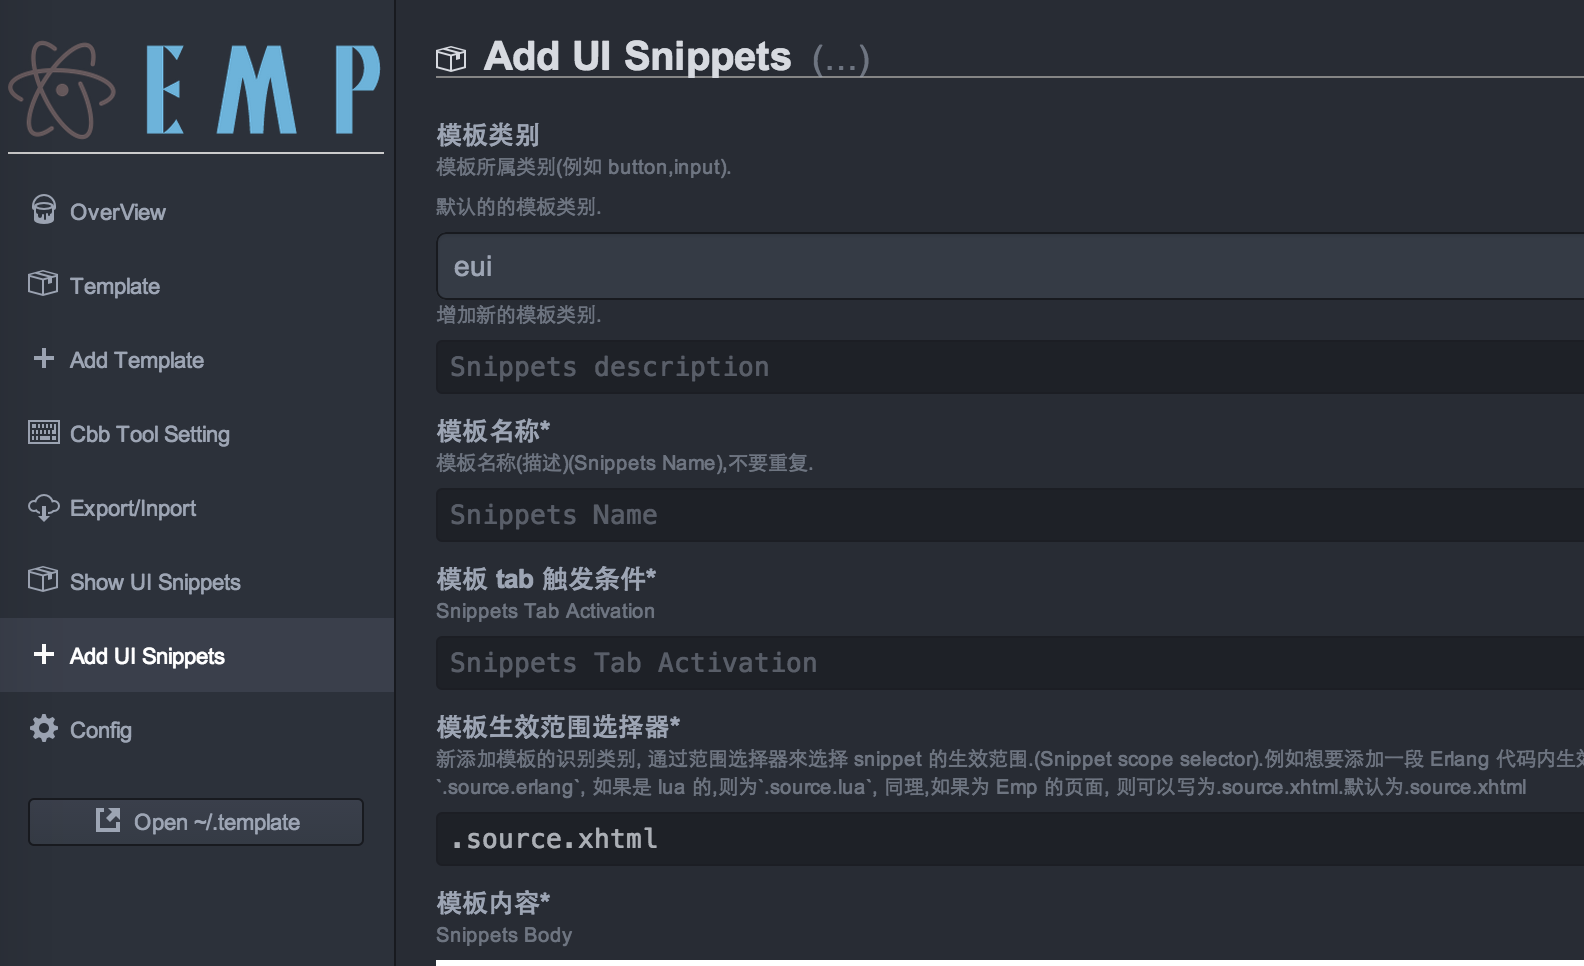 EMP
OverView
Template
Add Template
Cbb Tool Setting
Export/Inport
Show UI Snippets
Add UI Snippets
Config
Open ~/.template
Add UI Snippets (...)
模板类别
模板所属类别(例如 button,input).
默认的的模板类别.
eui
增加新的模板类别.
Snippets description
模板名称*
模板名称(描述)(Snippets Name),不要重复.
Snippets Name
模板 tab 触发条件*
Snippets Tab Activation
Snippets Tab Activation
模板生效范围选择器*
新添加模板的识别类别, 通过范围选择器來选择 snippet 的生效范围.(Snippet scope selector).例如想要添加一段 Erlang 代码内生效
`.source.erlang`, 如果是 lua 的,则为`.source.lua`, 同理,如果为 Emp 的页面, 则可以写为.source.xhtml.默认为.source.xhtml
.source.xhtml
模板内容*
Snippets Body